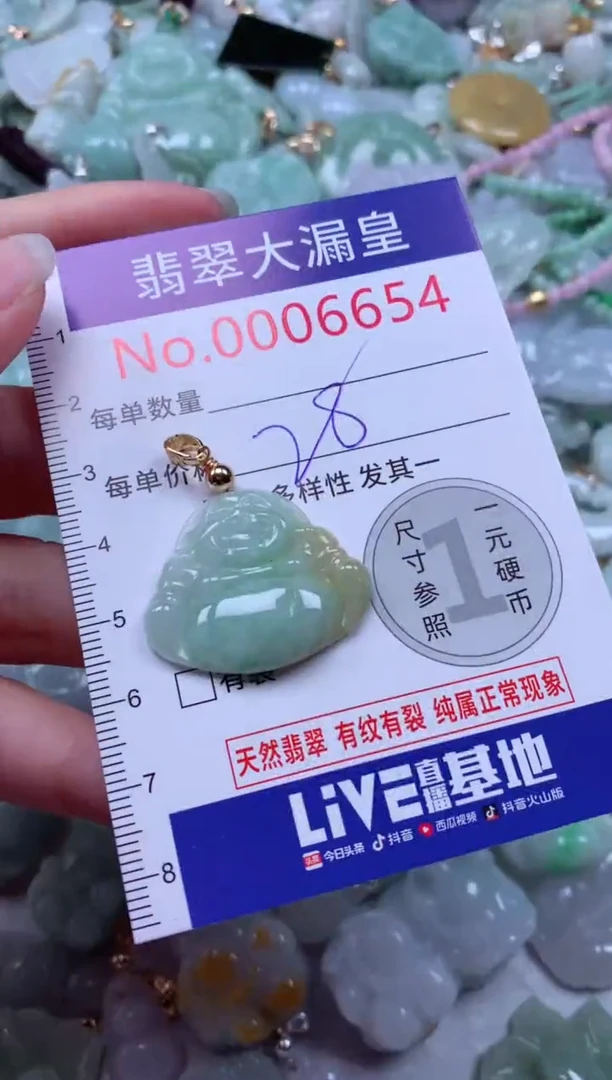 翡翠大漏皇
No.0006654
每单数量
28
每单价格
多样性 发其一
1
2
3
4
5
6
7
8
尺寸参照
1
一元硬币
有裂
天然翡翠 有纹有裂 纯属正常现象
LiVE直播基地
头条 今日头条 抖音 西瓜视频 抖音火山版